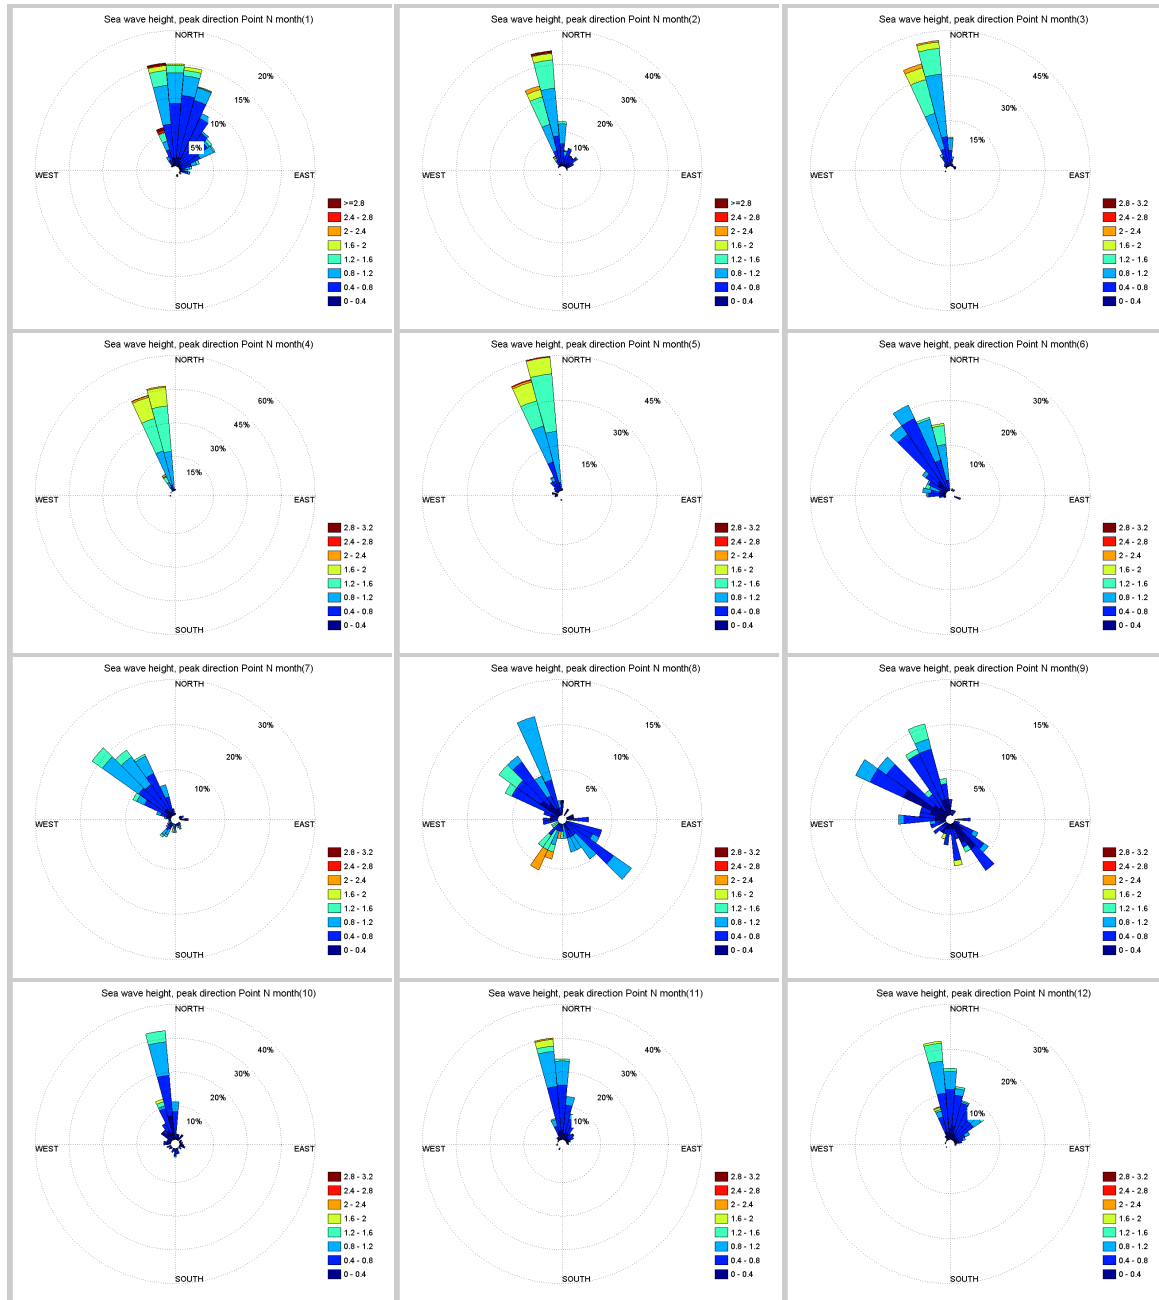 Sea wave height, peak direction Point N month(1)
NORTH
20%
15%
10%
5%
WEST
EAST
>=2.8
2.4 - 2.8
2 - 2.4
1.6 - 2
1.2 - 1.6
0.8 - 1.2
0.4 - 0.8
0 - 0.4
SOUTH
Sea wave height, peak direction Point N month(2)
NORTH
40%
30%
20%
10%
WEST
EAST
>=2.8
2.4 - 2.8
2 - 2.4
1.6 - 2
1.2 - 1.6
0.8 - 1.2
0.4 - 0.8
0 - 0.4
SOUTH
Sea wave height, peak direction Point N month(3)
NORTH
45%
30%
15%
WEST
EAST
2.8 - 3.2
2.4 - 2.8
2 - 2.4
1.6 - 2
1.2 - 1.6
0.8 - 1.2
0.4 - 0.8
0 - 0.4
SOUTH
Sea wave height, peak direction Point N month(4)
NORTH
60%
45%
30%
15%
WEST
EAST
2.8 - 3.2
2.4 - 2.8
2 - 2.4
1.6 - 2
1.2 - 1.6
0.8 - 1.2
0.4 - 0.8
0 - 0.4
SOUTH
Sea wave height, peak direction Point N month(5)
NORTH
45%
30%
15%
WEST
EAST
2.8 - 3.2
2.4 - 2.8
2 - 2.4
1.6 - 2
1.2 - 1.6
0.8 - 1.2
0.4 - 0.8
0 - 0.4
SOUTH
Sea wave height, peak direction Point N month(6)
NORTH
30%
20%
10%
WEST
EAST
2.8 - 3.2
2.4 - 2.8
2 - 2.4
1.6 - 2
1.2 - 1.6
0.8 - 1.2
0.4 - 0.8
0 - 0.4
SOUTH
Sea wave height, peak direction Point N month(7)
NORTH
30%
20%
10%
WEST
EAST
2.8 - 3.2
2.4 - 2.8
2 - 2.4
1.6 - 2
1.2 - 1.6
0.8 - 1.2
0.4 - 0.8
0 - 0.4
SOUTH
Sea wave height, peak direction Point N month(8)
NORTH
15%
10%
5%
WEST
EAST
2.8 - 3.2
2.4 - 2.8
2 - 2.4
1.6 - 2
1.2 - 1.6
0.8 - 1.2
0.4 - 0.8
0 - 0.4
SOUTH
Sea wave height, peak direction Point N month(9)
NORTH
15%
10%
5%
WEST
EAST
2.8 - 3.2
2.4 - 2.8
2 - 2.4
1.6 - 2
1.2 - 1.6
0.8 - 1.2
0.4 - 0.8
0 - 0.4
SOUTH
Sea wave height, peak direction Point N month(10)
NORTH
40%
30%
20%
10%
WEST
EAST
2.8 - 3.2
2.4 - 2.8
2 - 2.4
1.6 - 2
1.2 - 1.6
0.8 - 1.2
0.4 - 0.8
0 - 0.4
SOUTH
Sea wave height, peak direction Point N month(11)
NORTH
40%
30%
20%
10%
WEST
EAST
2.8 - 3.2
2.4 - 2.8
2 - 2.4
1.6 - 2
1.2 - 1.6
0.8 - 1.2
0.4 - 0.8
0 - 0.4
SOUTH
Sea wave height, peak direction Point N month(12)
NORTH
30%
20%
10%
WEST
EAST
2.8 - 3.2
2.4 - 2.8
2 - 2.4
1.6 - 2
1.2 - 1.6
0.8 - 1.2
0.4 - 0.8
0 - 0.4
SOUTH